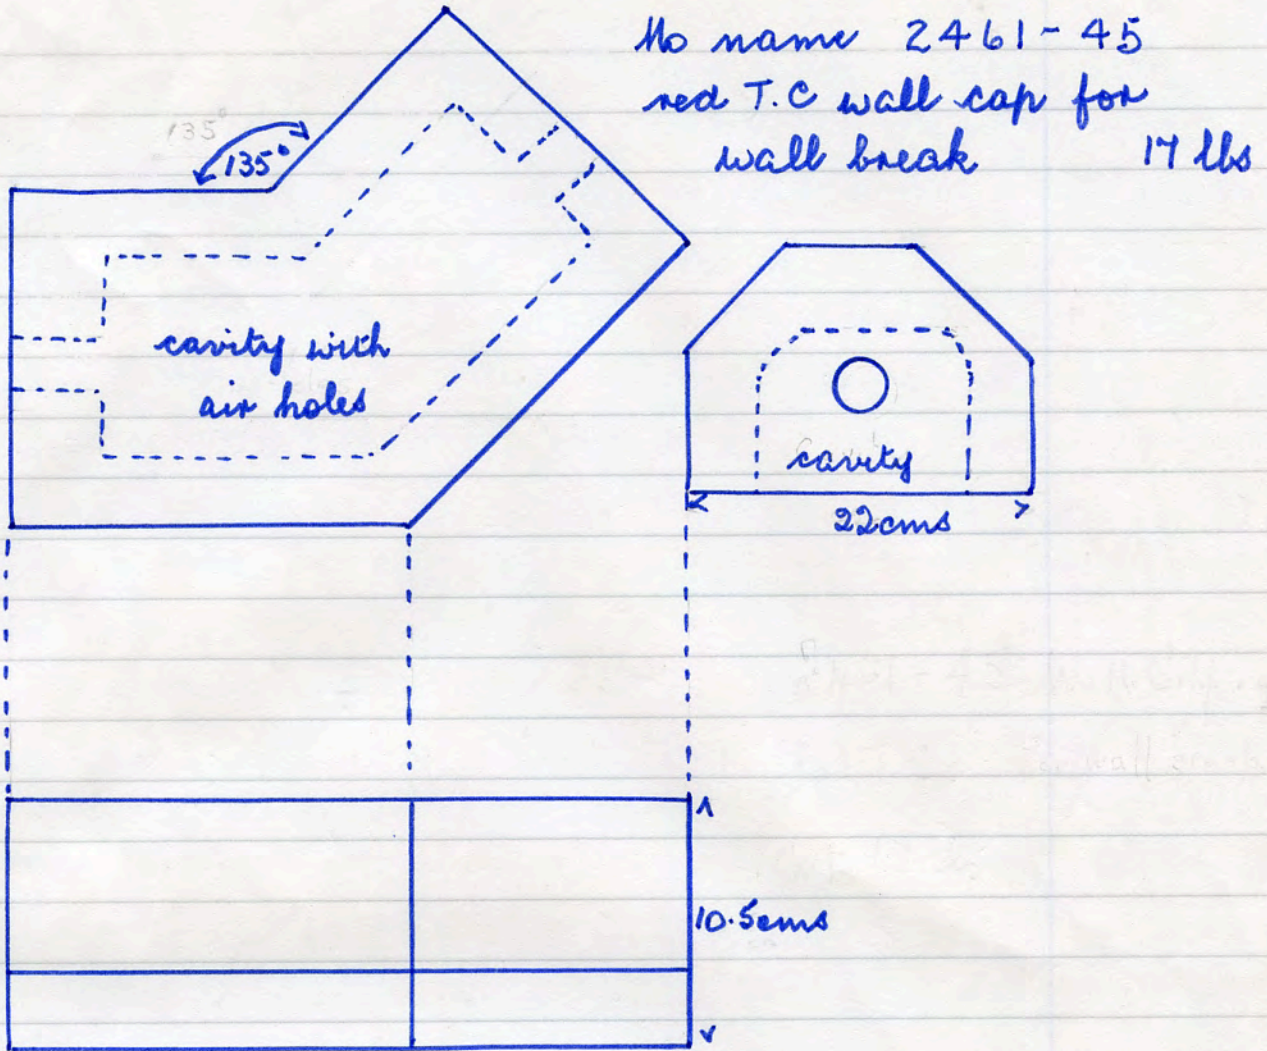 No name 2461-45
red T.C wall cap for
wall break 17 lbs
135°
135°
cavity with
air holes
cavity
22cms
10.5cms